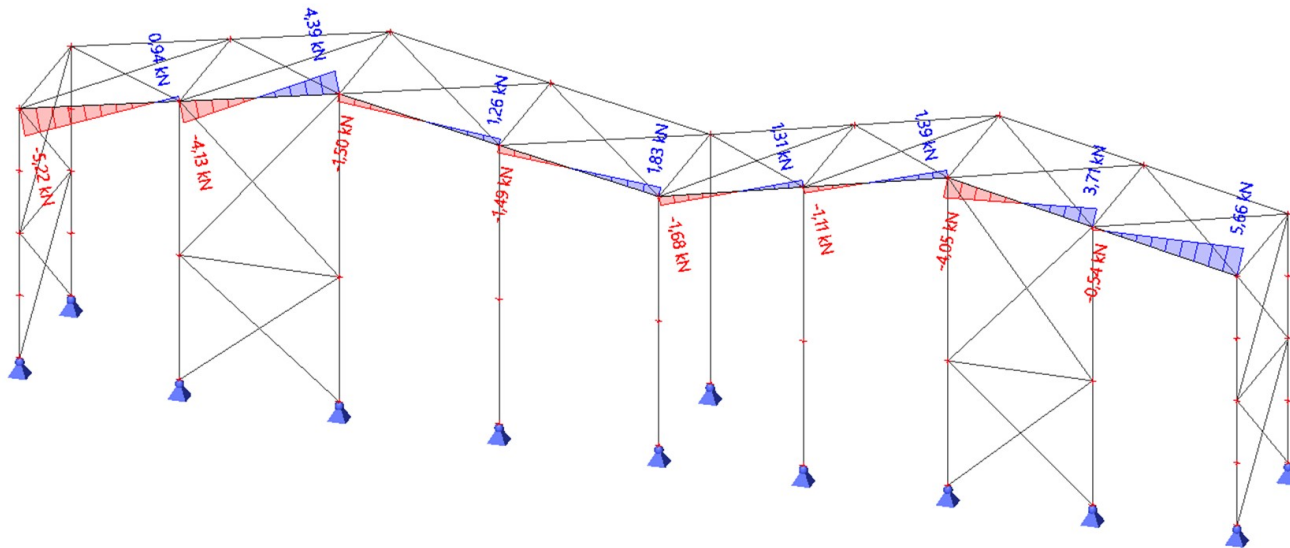 -5,22 kN
0,94 kN
-4,13 kN
4,39 kN
-1,50 kN
1,26 kN
-1,49 kN
1,83 kN
-1,68 kN
1,31 kN
-1,11 kN
1,39 kN
-4,05 kN
3,71 kN
-0,54 kN
5,66 kN